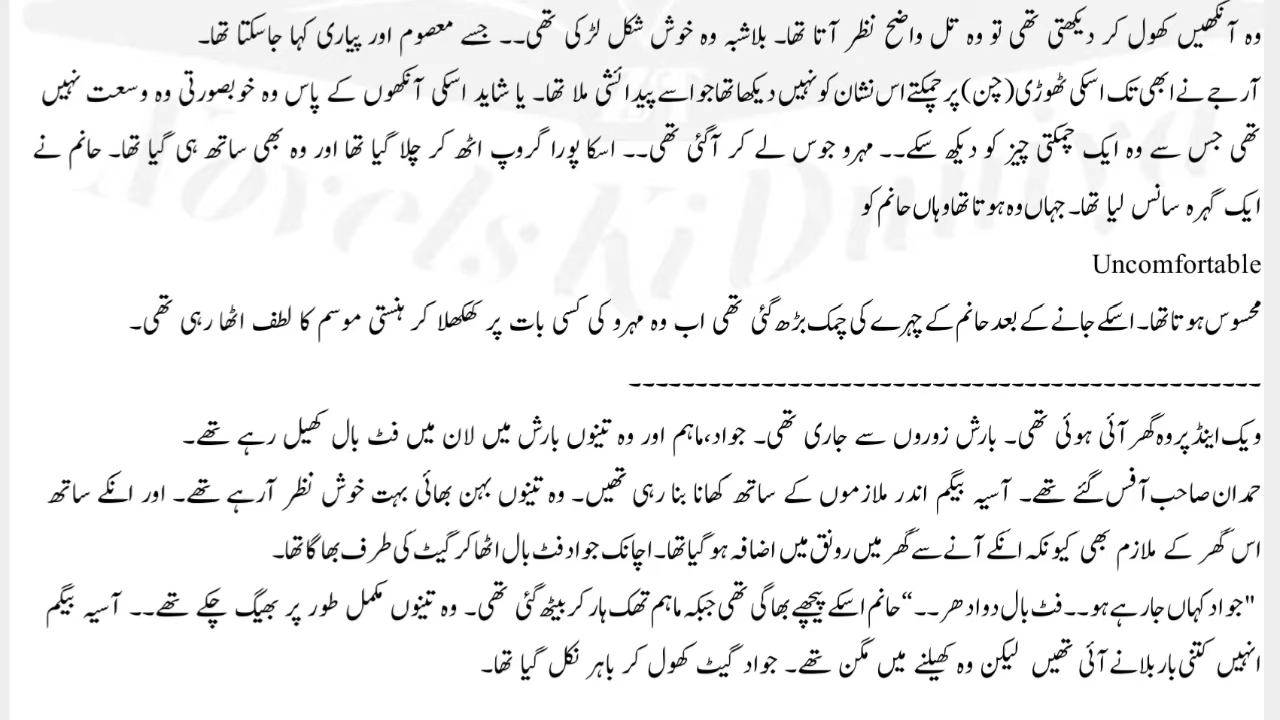 وہ آنکھیں کھول کر دیکھتی تھی تو وہ تل واضح نظر آتا تھا۔ بلاشبہ وہ خوش شکل لڑکی تھی۔۔ جسے معصوم اور پیاری کہا جاسکتا تھا۔
آرجے نے ابھی تک اسکی ٹھوڑی (چن) پر چمکتے اس نشان کو نہیں دیکھا تھا جو اسے پیدائشی ملا تھا۔ یا شاید اسکی آنکھوں کے پاس وہ خوبصورتی وہ وسعت نہیں
تھی جس سے وہ ایک چمکتی چیز کو دیکھ سکے۔۔ مہرو جوس لے کر آگئی تھی۔۔ اسکا پورا گروپ اٹھ کر چلا گیا تھا اور وہ بھی ساتھ ہی گیا تھا۔ حانم نے
ایک گہرہ سانس لیا تھا۔ جہاں وہ ہوتا تھا وہاں حانم کو
Uncomfortable
محسوس ہوتا تھا۔ اسکے جانے کے بعد حانم کے چہرے کی چمک بڑھ گئی تھی اب وہ مہرو کی کسی بات پر کھکھلا کر ہنستی موسم کا لطف اٹھا رہی تھی۔
---------------------------------------------
ویک اینڈ پر وہ گھر آئی ہوئی تھی۔ بارش زوروں سے جاری تھی۔ جواد،ماہم اور وہ تینوں بارش میں لان میں فٹ بال کھیل رہے تھے۔
حمدان صاحب آفس گئے تھے۔ آسیہ بیگم اندر ملازموں کے ساتھ کھانا بنا رہی تھیں۔ وہ تینوں بہن بھائی بہت خوش نظر آرہے تھے۔ اور انکے ساتھ
اس گھر کے ملازم بھی کیونکہ انکے آنے سے گھر میں رونق میں اضافہ ہو گیا تھا۔ اچانک جواد فٹ بال اٹھا کر گیٹ کی طرف بھاگا تھا۔
"جواد کہاں جارہے ہو۔۔ فٹ بال دو ادھر۔۔“ حانم اسکے پیچھے بھاگی تھی جبکہ ماہم تھک ہار کر بیٹھ گئی تھی۔ وہ تینوں مکمل طور پر بھیگ چکے تھے۔۔ آسیہ بیگم
انہیں کتنی بار بلانے آئی تھیں لیکن وہ کھیلنے میں مگن تھے۔ جواد گیٹ کھول کر باہر نکل گیا تھا۔
Novels Ki Duniya